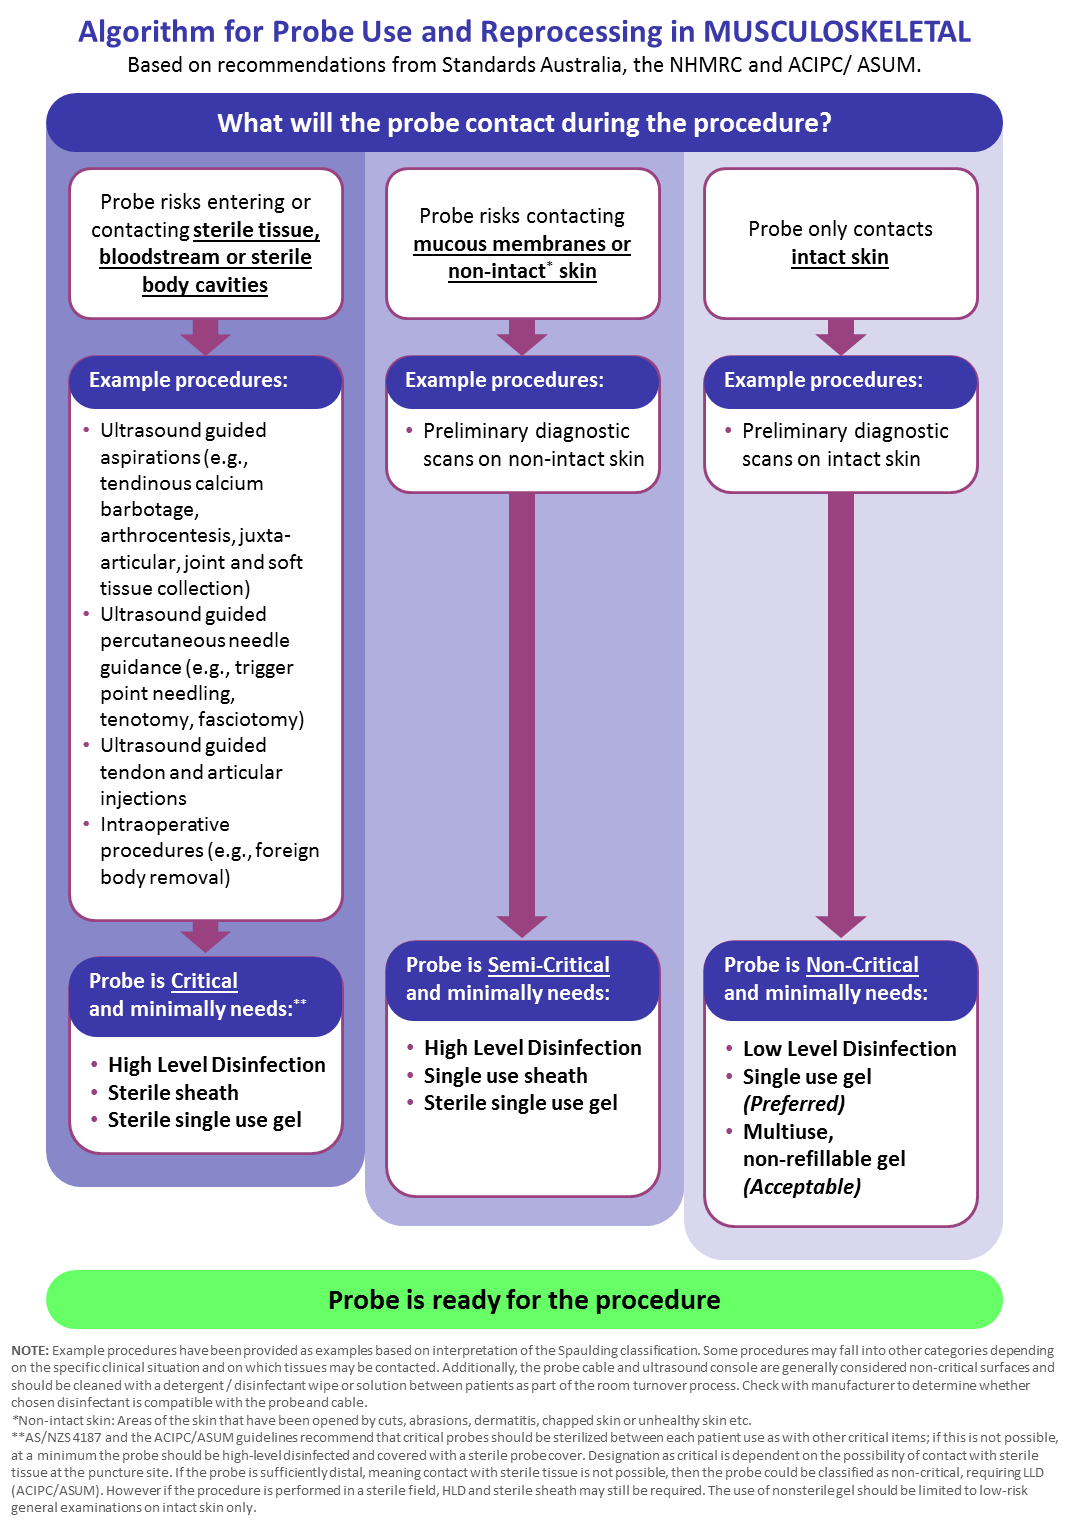 Algorithm for Probe Use and Reprocessing in MUSCULOSKELETAL
Based on recommendations from Standards Australia, the NHMRC and ACIPC/ ASUM.
What will the probe contact during the procedure?
Probe risks entering or
contacting sterile tissue,
bloodstream or sterile
body cavities
Example procedures:
• Ultrasound guided
aspirations (e.g.,
tendinous calcium
barbotage,
arthrocentesis, juxta-
articular, joint and soft
tissue collection)
• Ultrasound guided
percutaneous needle
guidance (e.g., trigger
point needling,
tenotomy, fasciotomy)
• Ultrasound guided
tendon and articular
injections
• Intraoperative
procedures (e.g., foreign
body removal)
Probe is Critical
and minimally needs:**
• High Level Disinfection
• Sterile sheath
• Sterile single use gel
Probe risks contacting
mucous membranes or
non-intact* skin
Example procedures:
• Preliminary diagnostic
scans on non-intact skin
Probe is Semi-Critical
and minimally needs:
• High Level Disinfection
• Single use sheath
• Sterile single use gel
Probe only contacts
intact skin
Example procedures:
• Preliminary diagnostic
scans on intact skin
Probe is Non-Critical
and minimally needs:
• Low Level Disinfection
• Single use gel
(Preferred)
• Multiuse,
non-refillable gel
(Acceptable)
Probe is ready for the procedure
NOTE: Example procedures have been provided as examples based on interpretation of the Spaulding classification. Some procedures may fall into other categories depending
on the specific clinical situation and on which tissues may be contacted. Additionally, the probe cable and ultrasound console are generally considered non-critical surfaces and
should be cleaned with a detergent / disinfectant wipe or solution between patients as part of the room turnover process. Check with manufacturer to determine whether
chosen disinfectant is compatible with the probe and cable.
*Non-intact skin: Areas of the skin that have been opened by cuts, abrasions, dermatitis, chapped skin or unhealthy skin etc.
**AS/NZS 4187 and the ACIPC/ASUM guidelines recommend that critical probes should be sterilized between each patient use as with other critical items; if this is not possible,
at a minimum the probe should be high-level disinfected and covered with a sterile probe cover. Designation as critical is dependent on the possibility of contact with sterile
tissue at the puncture site. If the probe is sufficiently distal, meaning contact with sterile tissue is not possible, then the probe could be classified as non-critical, requiring LLD
(ACIPC/ASUM). However if the procedure is performed in a sterile field, HLD and sterile sheath may still be required. The use of nonsterile gel should be limited to low-risk
general examinations on intact skin only.